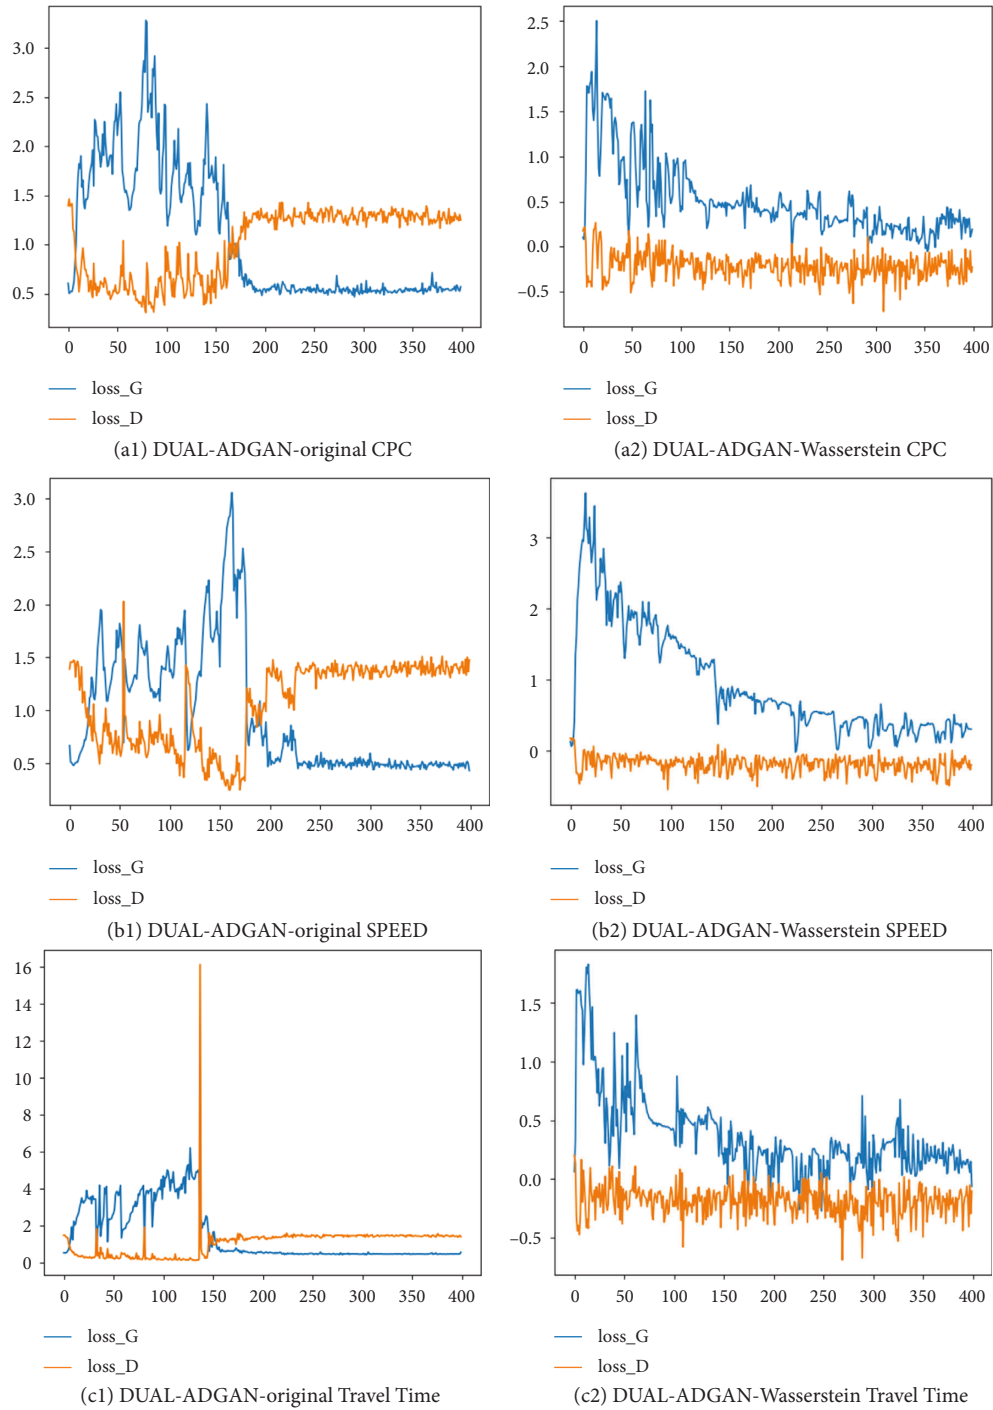 3.0
2.5
2.0
1.5
1.0
0.5
0 50 100 150 200 250 300 350 400
loss_G
loss_D
(a1) DUAL-ADGAN-original CPC
2.5
2.0
1.5
1.0
0.5
0.0
−0.5
0 50 100 150 200 250 300 350 400
loss_G
loss_D
(a2) DUAL-ADGAN-Wasserstein CPC
3.0
2.5
2.0
1.5
1.0
0.5
0 50 100 150 200 250 300 350 400
loss_G
loss_D
(b1) DUAL-ADGAN-original SPEED
3
2
1
0
0 50 100 150 200 250 300 350 400
loss_G
loss_D
(b2) DUAL-ADGAN-Wasserstein SPEED
16
14
12
10
8
6
4
2
0
0 50 100 150 200 250 300 350 400
loss_G
loss_D
(c1) DUAL-ADGAN-original Travel Time
1.5
1.0
0.5
0.0
−0.5
0 50 100 150 200 250 300 350 400
loss_G
loss_D
(c2) DUAL-ADGAN-Wasserstein Travel Time